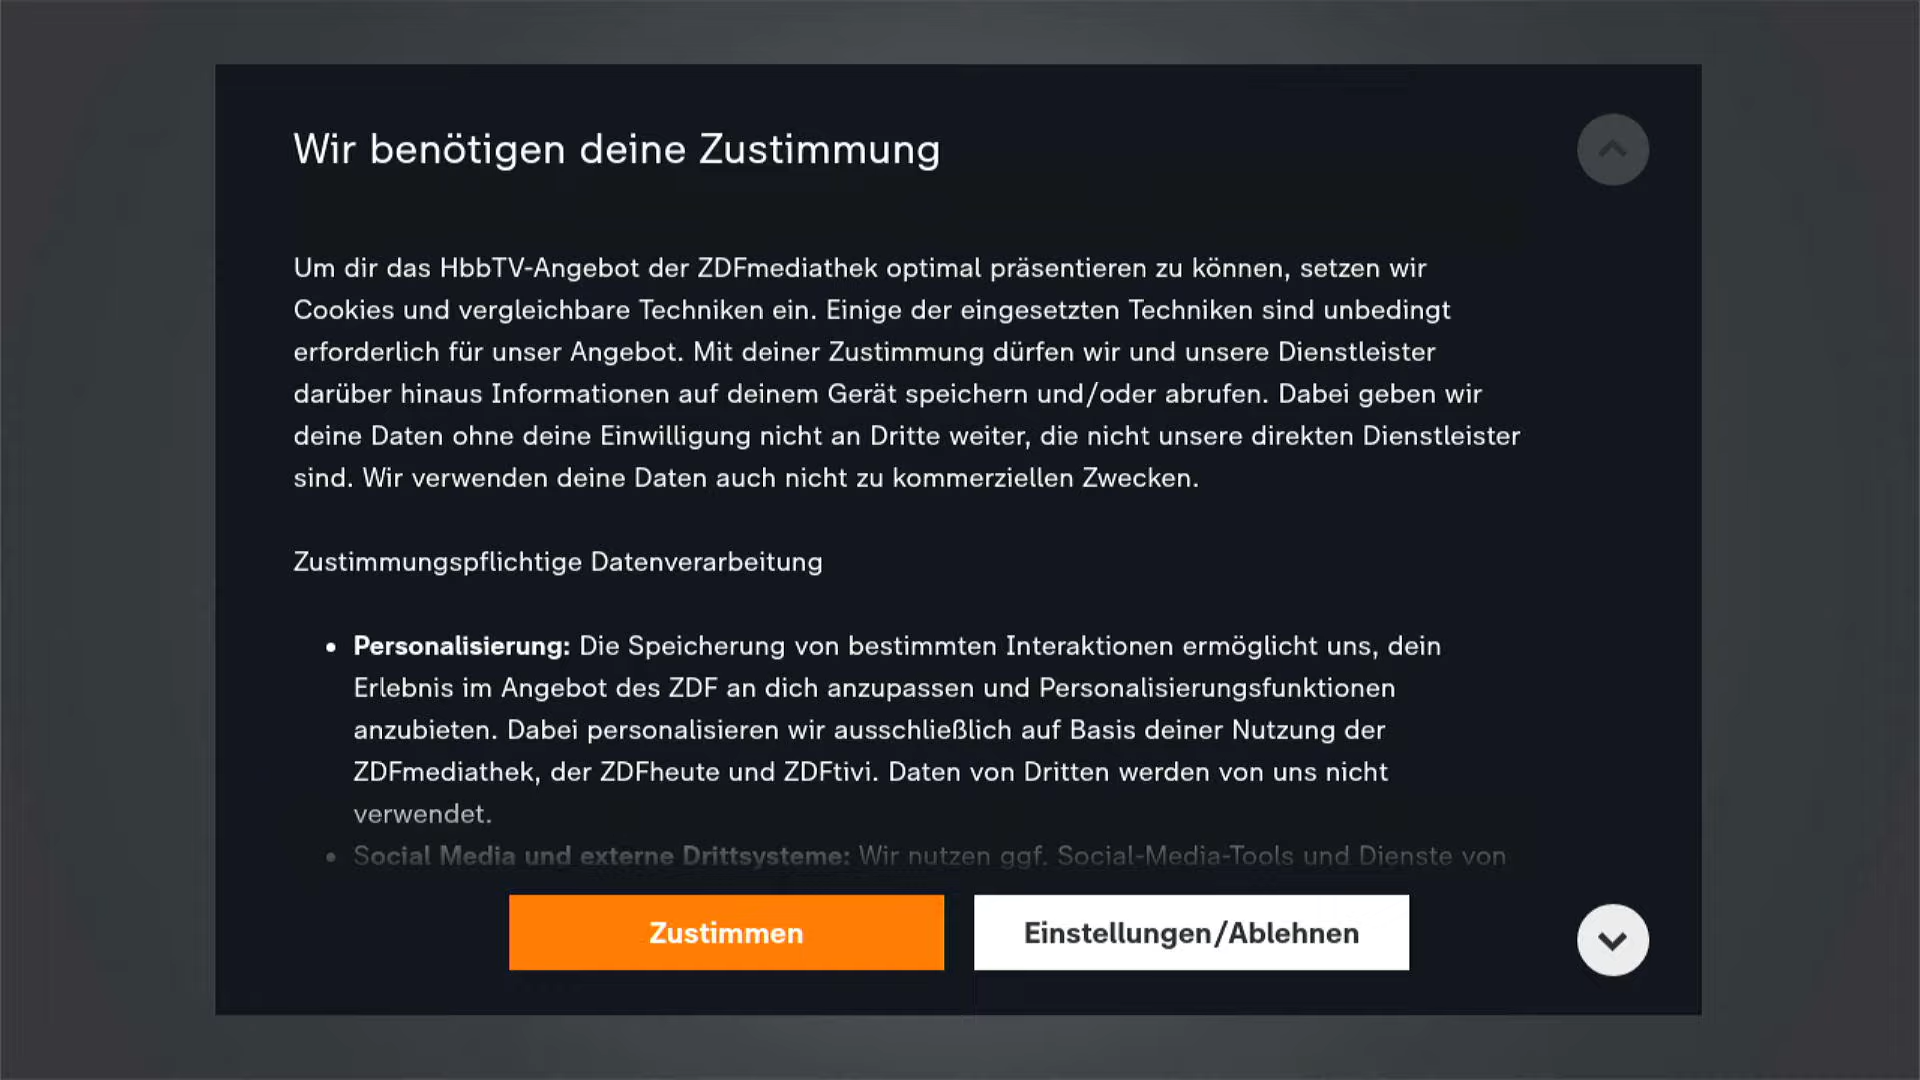 Wir benötigen deine Zustimmung
Um dir das HbbTV-Angebot der ZDFmediathek optimal präsentieren zu können, setzen wir
Cookies und vergleichbare Techniken ein. Einige der eingesetzten Techniken sind unbedingt
erforderlich für unser Angebot. Mit deiner Zustimmung dürfen wir und unsere Dienstleister
darüber hinaus Informationen auf deinem Gerät speichern und/oder abrufen. Dabei geben wir
deine Daten ohne deine Einwilligung nicht an Dritte weiter, die nicht unsere direkten Dienstleister
sind. Wir verwenden deine Daten auch nicht zu kommerziellen Zwecken.
Zustimmungspflichtige Datenverarbeitung
• Personalisierung: Die Speicherung von bestimmten Interaktionen ermöglicht uns, dein
Erlebnis im Angebot des ZDF an dich anzupassen und Personalisierungsfunktionen
anzubieten. Dabei personalisieren wir ausschließlich auf Basis deiner Nutzung der
ZDFmediathek, der ZDFheute und ZDFtivi. Daten von Dritten werden von uns nicht
verwendet.
• Social Media und externe Drittsysteme: Wir nutzen ggf. Social-Media-Tools und Dienste von
Zustimmen
Einstellungen/Ablehnen